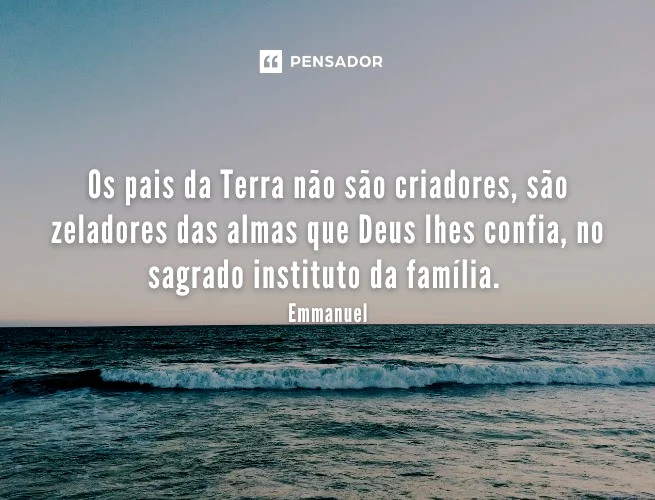 PENSADOR
Os pais da Terra não são criadores, são
zeladores das almas que Deus lhes confia, no
sagrado instituto da família.
Emmanuel